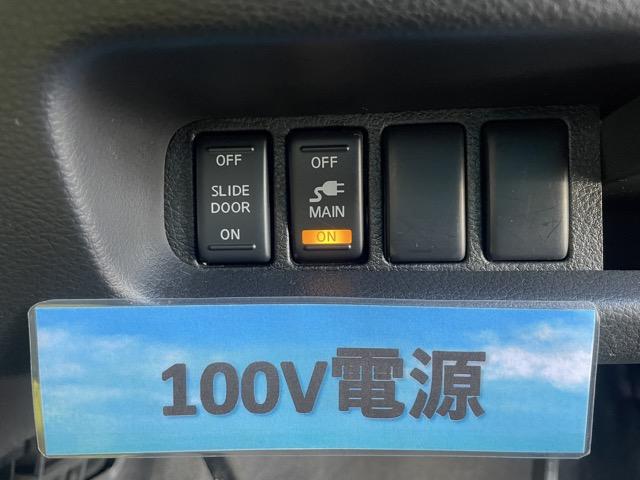 OFF
SLIDE
DOOR
ON
OFF
MAIN
ON
100V電源